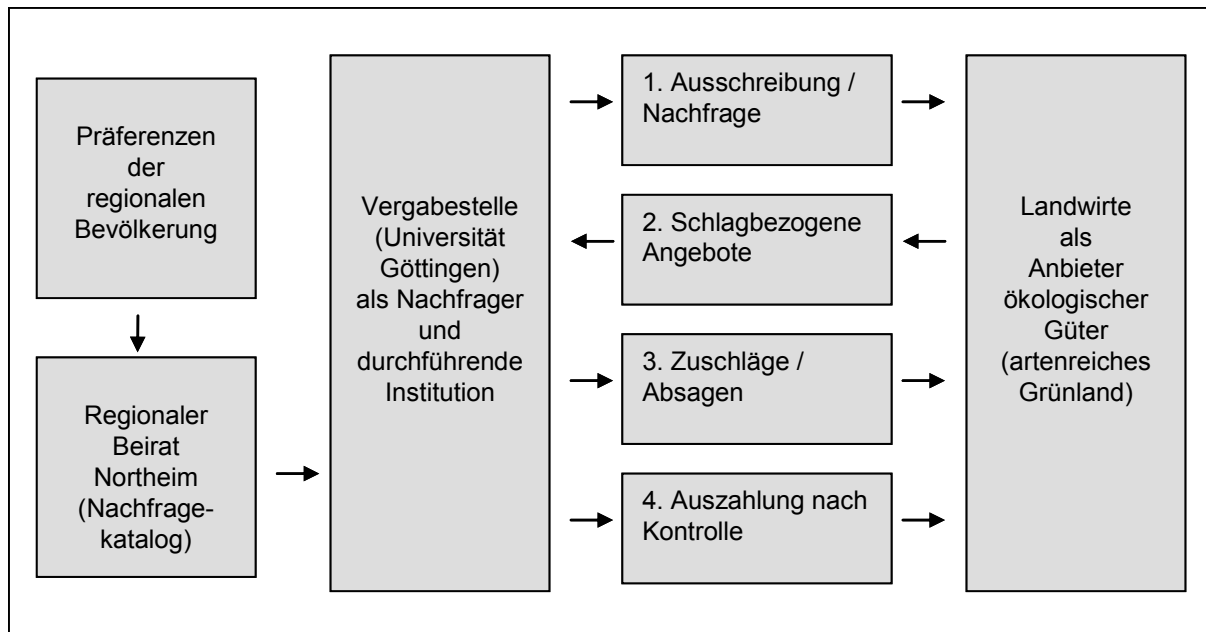 Präferenzen
der
regionalen
Bevölkerung
Regionaler
Beirat
Northeim
(Nachfrage-
katalog)
Vergabestelle
(Universität
Göttingen)
als Nachfrager
und
durchführende
Institution
1. Ausschreibung /
Nachfrage
2. Schlagbezogene
Angebote
3. Zuschläge /
Absagen
4. Auszahlung nach
Kontrolle
Landwirte
als
Anbieter
ökologischer
Güter
(artenreiches
Grünland)